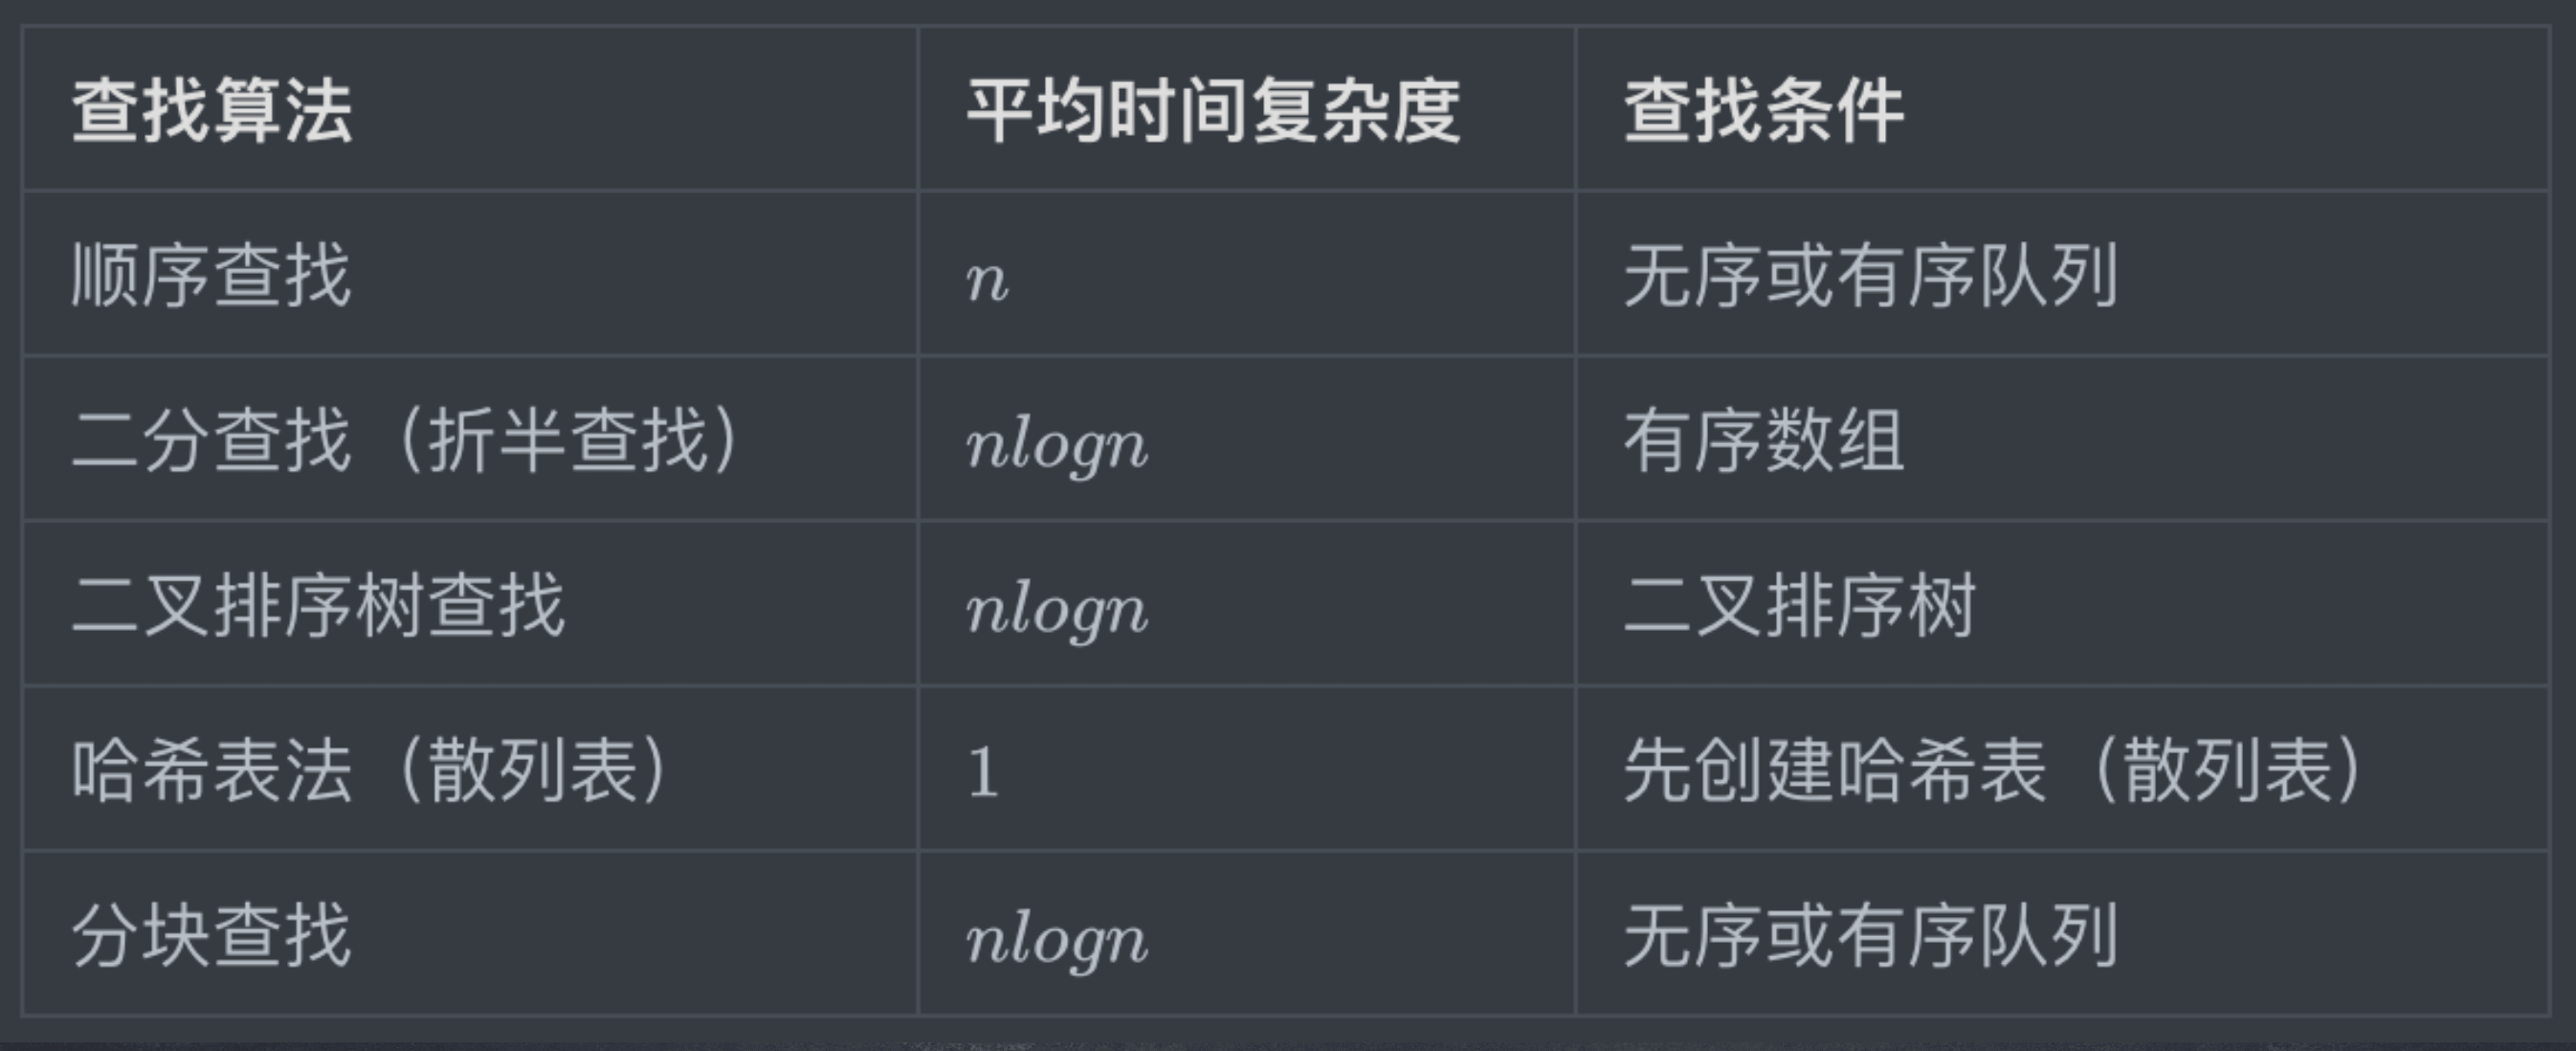 查找算法 平均时间复杂度 查找条件
顺序查找 n 无序或有序队列
二分查找（折半查找） nlogn 有序数组
二叉排序树查找 nlogn 二叉排序树
哈希表法（散列表） 1 先创建哈希表（散列表）
分块查找 nlogn 无序或有序队列